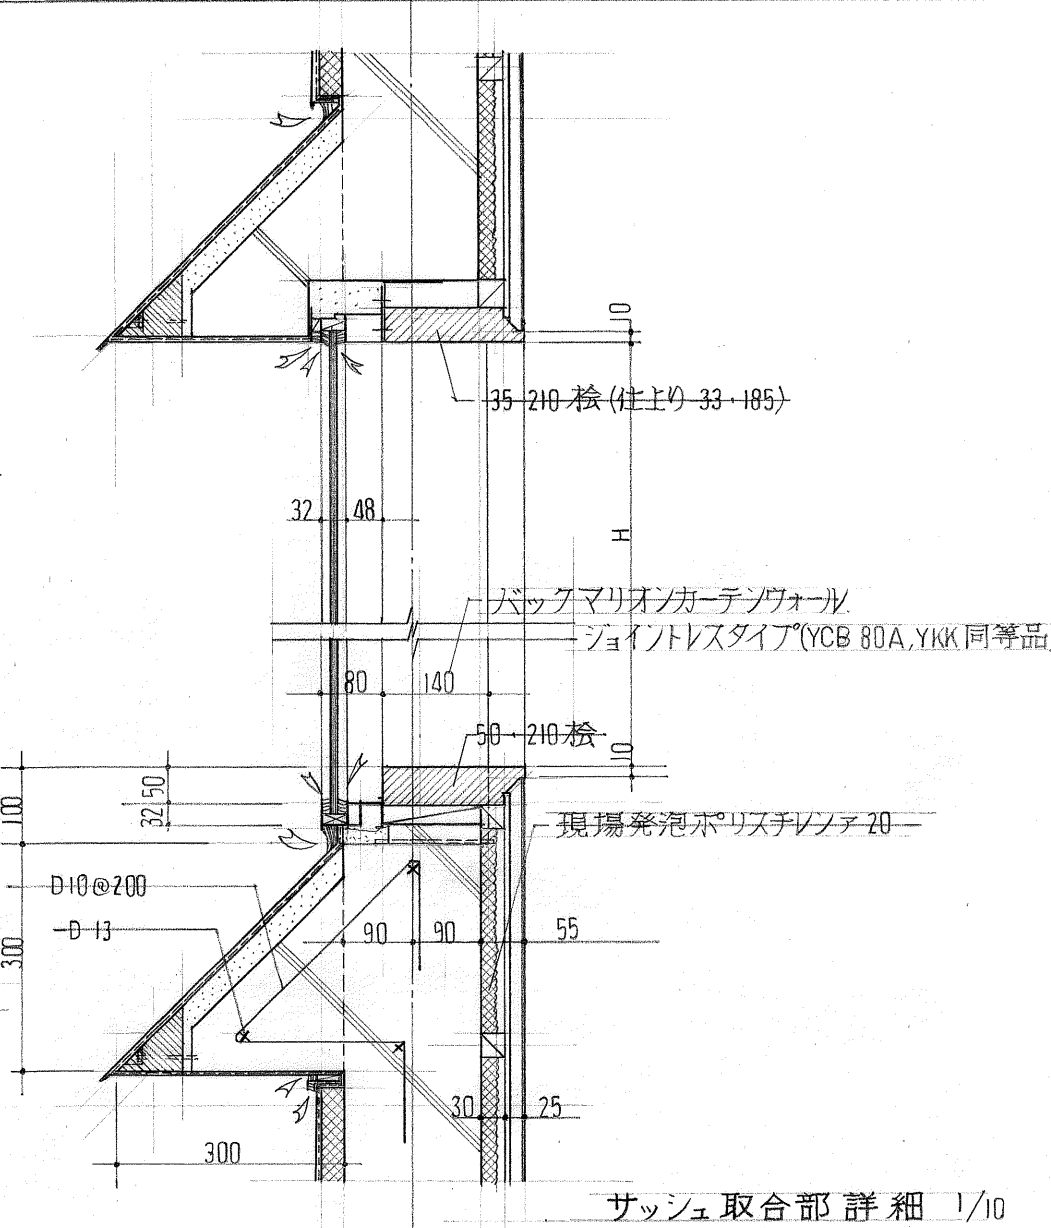 10
35・210 桧 (仕上り 33・185)
32
48
H
バックマリオンカーテンウォール
ジョイントレスタイプ(YCB 80A, YKK 同等品
80
140
50・210 桧
10
50
32
100
現場発泡ポリスチレンア 20
D10@200
D 13
90
90
55
300
30
25
300
サッシュ取合部詳細 1/10